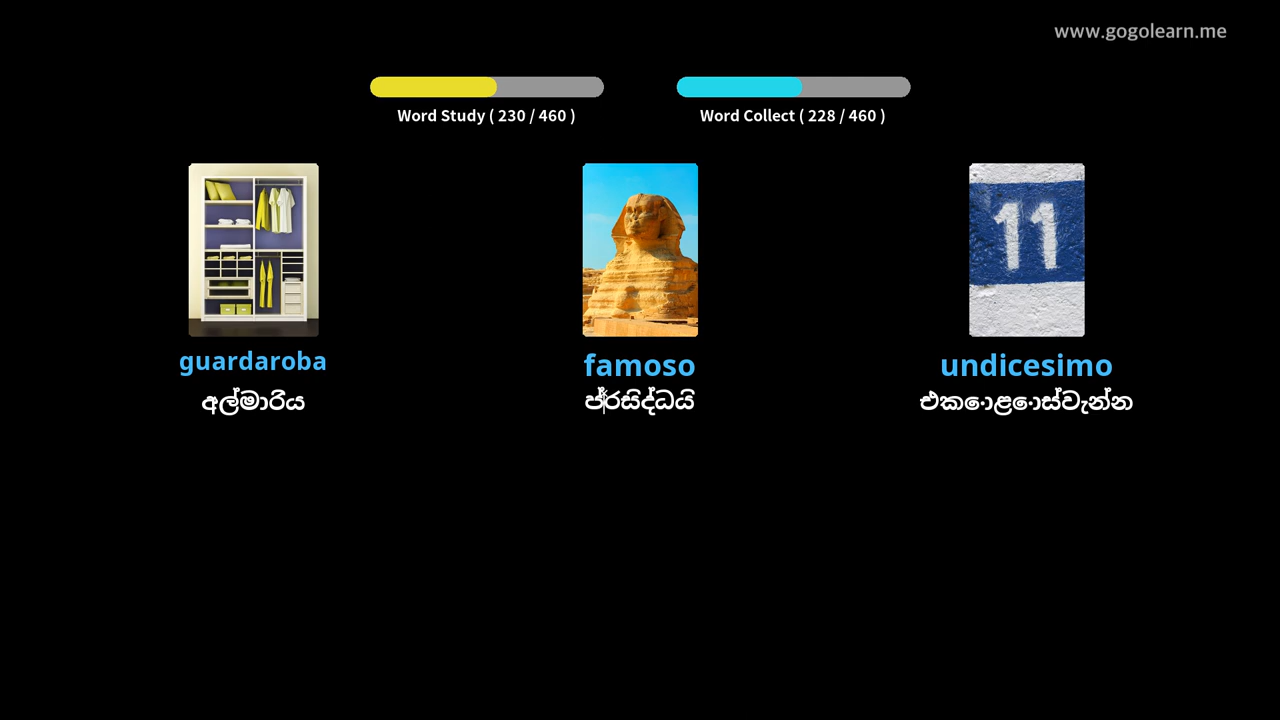 www.gogolearn.me
Word Study ( 230 / 460 )
Word Collect ( 228 / 460 )
11
guardaroba
famoso
undicesimo
අල්මාරිය
ප්‍රසිද්ධයි
එකොළොස්වැන්න